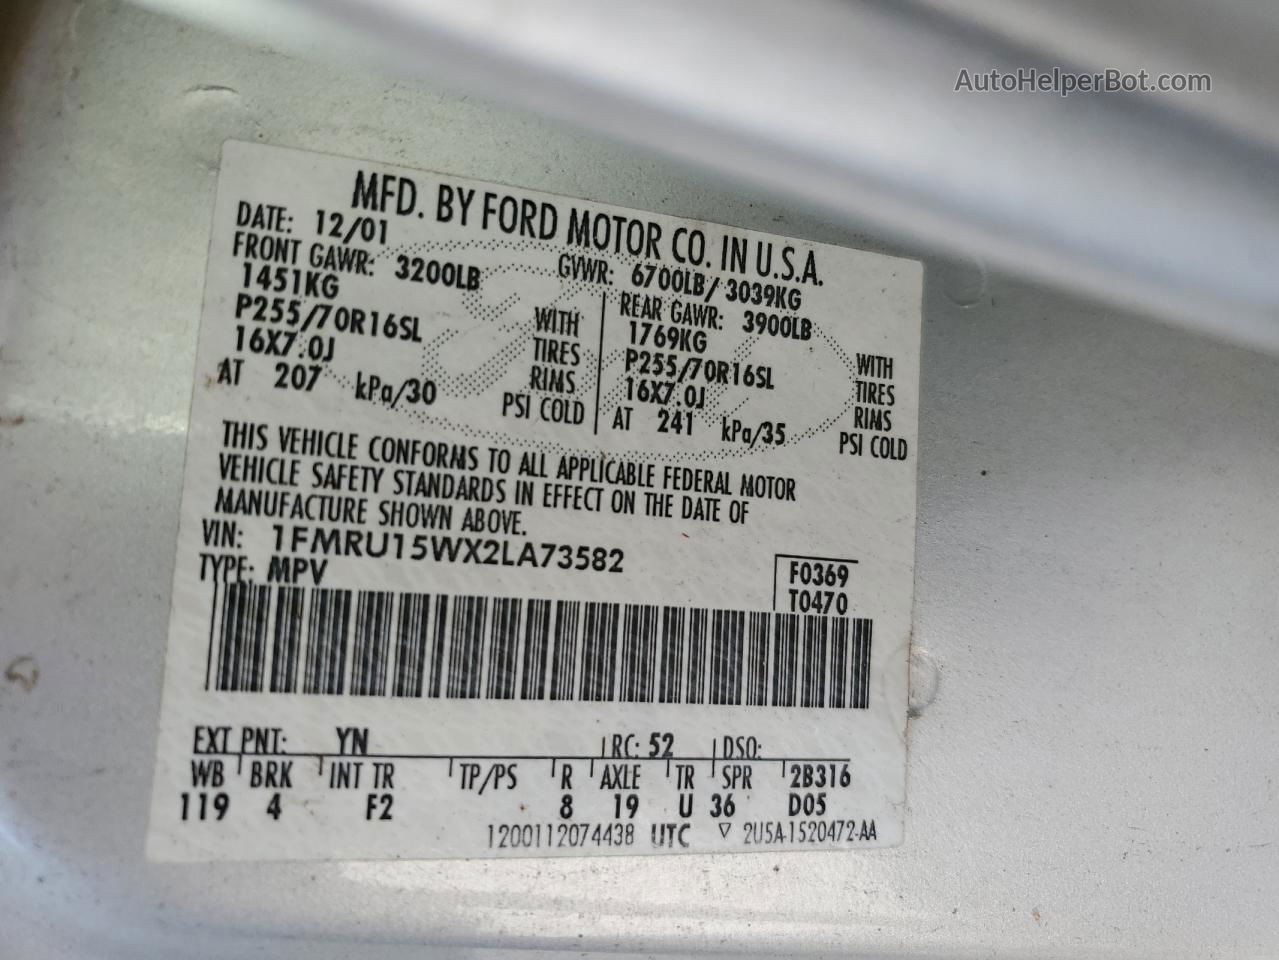 AutoHelperBot.com
MFD. BY FORD MOTOR CO. IN U.S.A.
DATE: 12/01 GVWR: 6700LB/ 3039KG
FRONT GAWR: 3200LB REAR GAWR: 3900LB
1451KG WITH 1769KG WITH
P255/70R16SL TIRES P255/70R16SL TIRES
16X7.0J RIMS 16X7.0J RIMS
AT 207 kPa/30 PSI COLD AT 241 kPa/35 PSI COLD
THIS VEHICLE CONFORMS TO ALL APPLICABLE FEDERAL MOTOR
VEHICLE SAFETY STANDARDS IN EFFECT ON THE DATE OF
MANUFACTURE SHOWN ABOVE.
VIN: 1FMRU15WX2LA73582
TYPE: MPV
F0369
T0470
EXT PNT: YN RC: 52 DSO:
WB BRK INT TR TP/PS R AXLE TR SPR 2B316
119 4 F2 8 19 U 36 D05
1200112074438 UTC ▽ 2U5A-1520472-AA